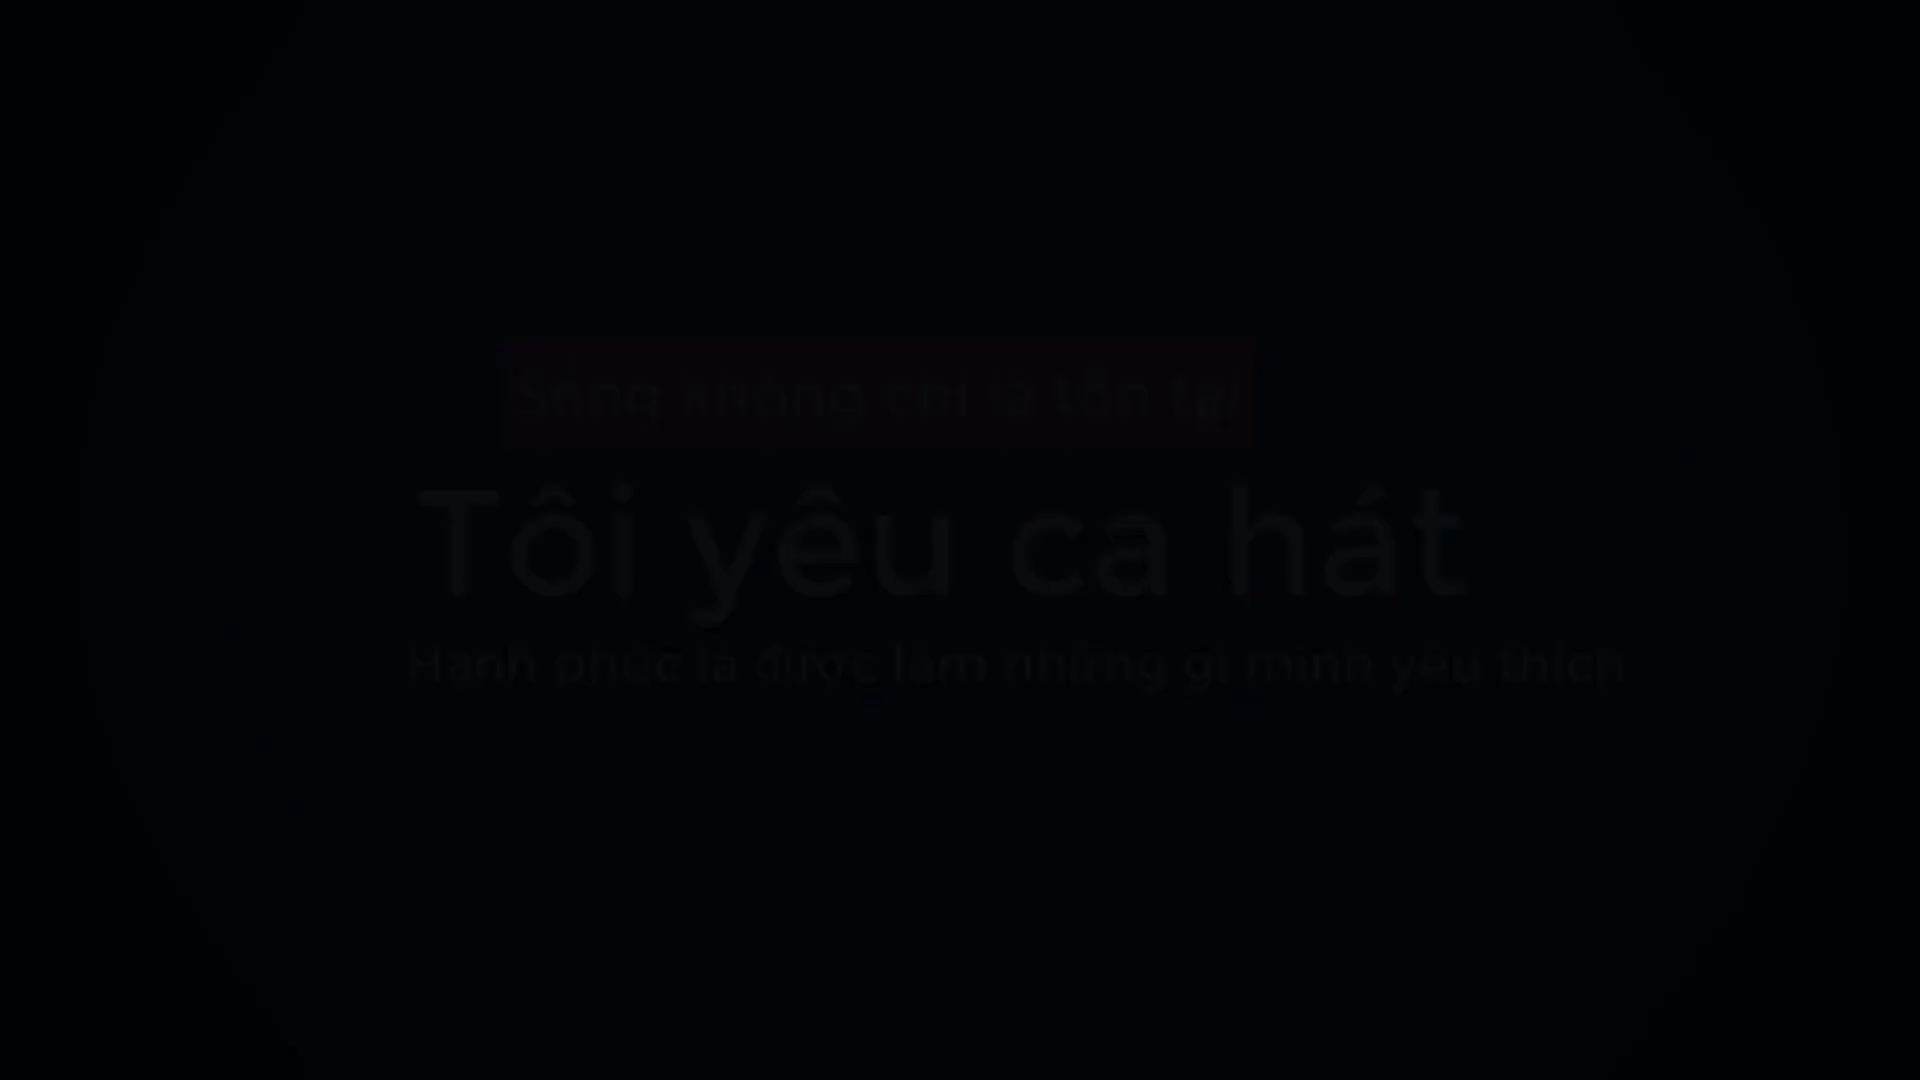 Sống không chỉ là tồn tại
Tôi yêu ca hát
Hạnh phúc là được làm những gì mình yêu thích